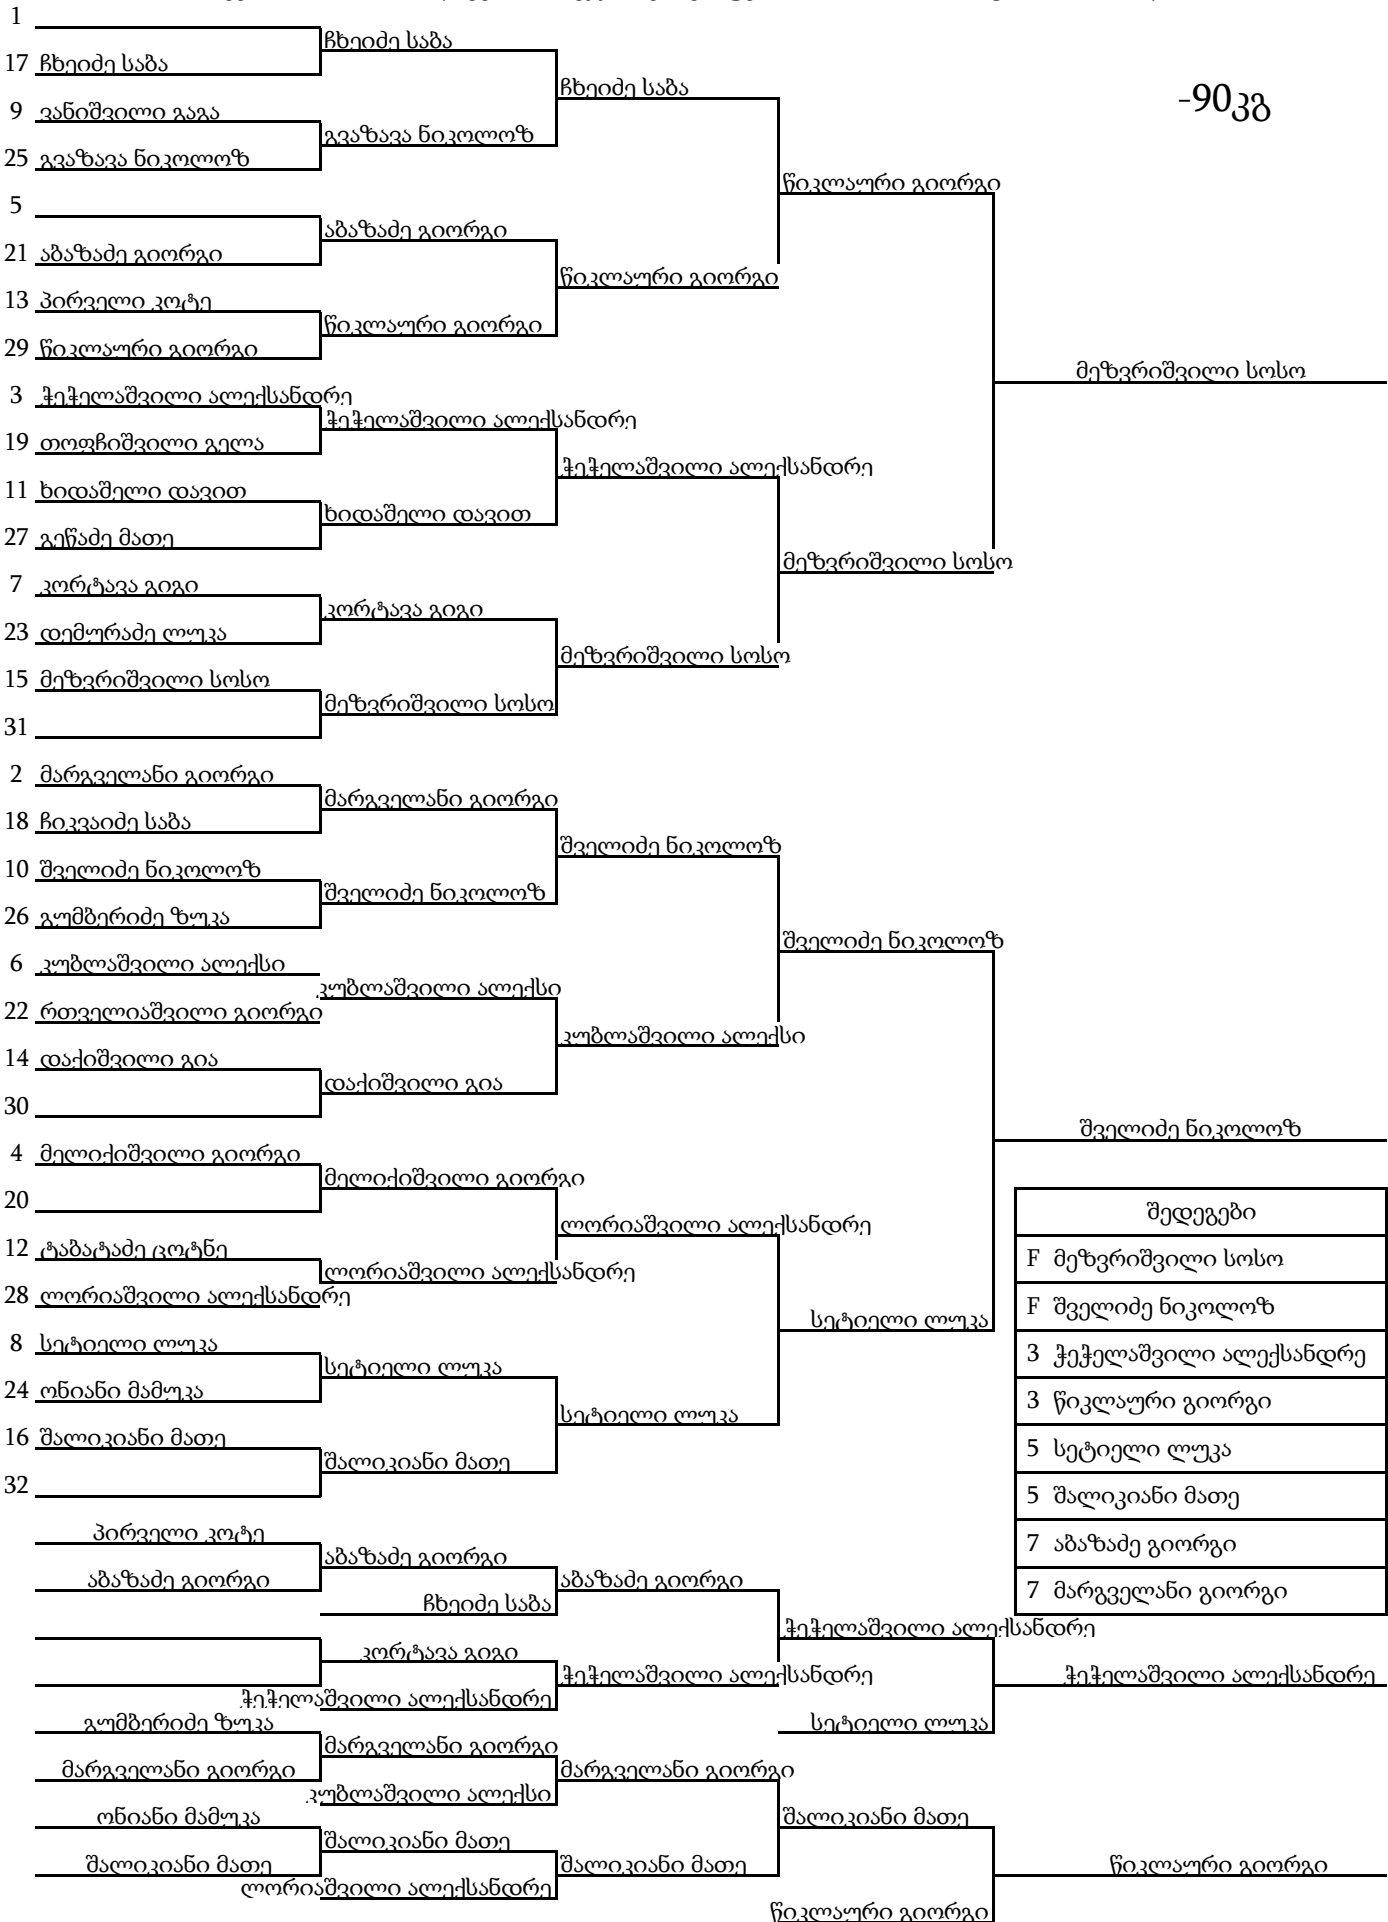 1
ჩხეიძე საბა
17 ჩხეიძე საბა
ჩხეიძე საბა
-90კგ
9 ვანიშვილი გაგა
გვაზავა ნიკოლოზ
25 გვაზავა ნიკოლოზ
წიკლაური გიორგი
5
აბაზაძე გიორგი
21 აბაზაძე გიორგი
წიკლაური გიორგი
13 პირველი კოტე
წიკლაური გიორგი
29 წიკლაური გიორგი
მეზვრიშვილი სოსო
3 ჭეჭელაშვილი ალექსანდრე
ჭეჭელაშვილი ალექსანდრე
19 თოფჩიშვილი გელა
ჭეჭელაშვილი ალექსანდრე
11 ხიდაშელი დავით
ხიდაშელი დავით
27 გეწაძე მათე
მეზვრიშვილი სოსო
7 კორტავა გიგი
კორტავა გიგი
23 დემურაძე ლუკა
მეზვრიშვილი სოსო
15 მეზვრიშვილი სოსო
მეზვრიშვილი სოსო
31
2 მარგველანი გიორგი
მარგველანი გიორგი
18 ჩიკვაიძე საბა
შველიძე ნიკოლოზ
10 შველიძე ნიკოლოზ
შველიძე ნიკოლოზ
26 გუმბერიძე ზუკა
შველიძე ნიკოლოზ
6 კუბლაშვილი ალექსი
კუბლაშვილი ალექსი
22 რთველიაშვილი გიორგი
კუბლაშვილი ალექსი
14 დაქიშვილი გია
დაქიშვილი გია
30
შველიძე ნიკოლოზ
4 მელიქიშვილი გიორგი
მელიქიშვილი გიორგი
20
ლორიაშვილი ალექსანდრე
12 ტაბატაძე ცოტნე
ლორიაშვილი ალექსანდრე
28 ლორიაშვილი ალექსანდრე
სეტიელი ლუკა
8 სეტიელი ლუკა
სეტიელი ლუკა
24 ონიანი მამუკა
სეტიელი ლუკა
16 შალიკიანი მათე
შალიკიანი მათე
32
შედეგები
F მეზვრიშვილი სოსო
F შველიძე ნიკოლოზ
3 ჭეჭელაშვილი ალექსანდრე
3 წიკლაური გიორგი
5 სეტიელი ლუკა
5 შალიკიანი მათე
7 აბაზაძე გიორგი
7 მარგველანი გიორგი
პირველი კოტე
აბაზაძე გიორგი
აბაზაძე გიორგი
აბაზაძე გიორგი
ჩხეიძე საბა
ჭეჭელაშვილი ალექსანდრე
კორტავა გიგი
ჭეჭელაშვილი ალექსანდრე
ჭეჭელაშვილი ალექსანდრე
ჭეჭელაშვილი ალექსანდრე
გუმბერიძე ზუკა
სეტიელი ლუკა
მარგველანი გიორგი
მარგველანი გიორგი
მარგველანი გიორგი
კუბლაშვილი ალექსი
ონიანი მამუკა
შალიკიანი მათე
შალიკიანი მათე
შალიკიანი მათე
შალიკიანი მათე
წიკლაური გიორგი
ლორიაშვილი ალექსანდრე
წიკლაური გიორგი